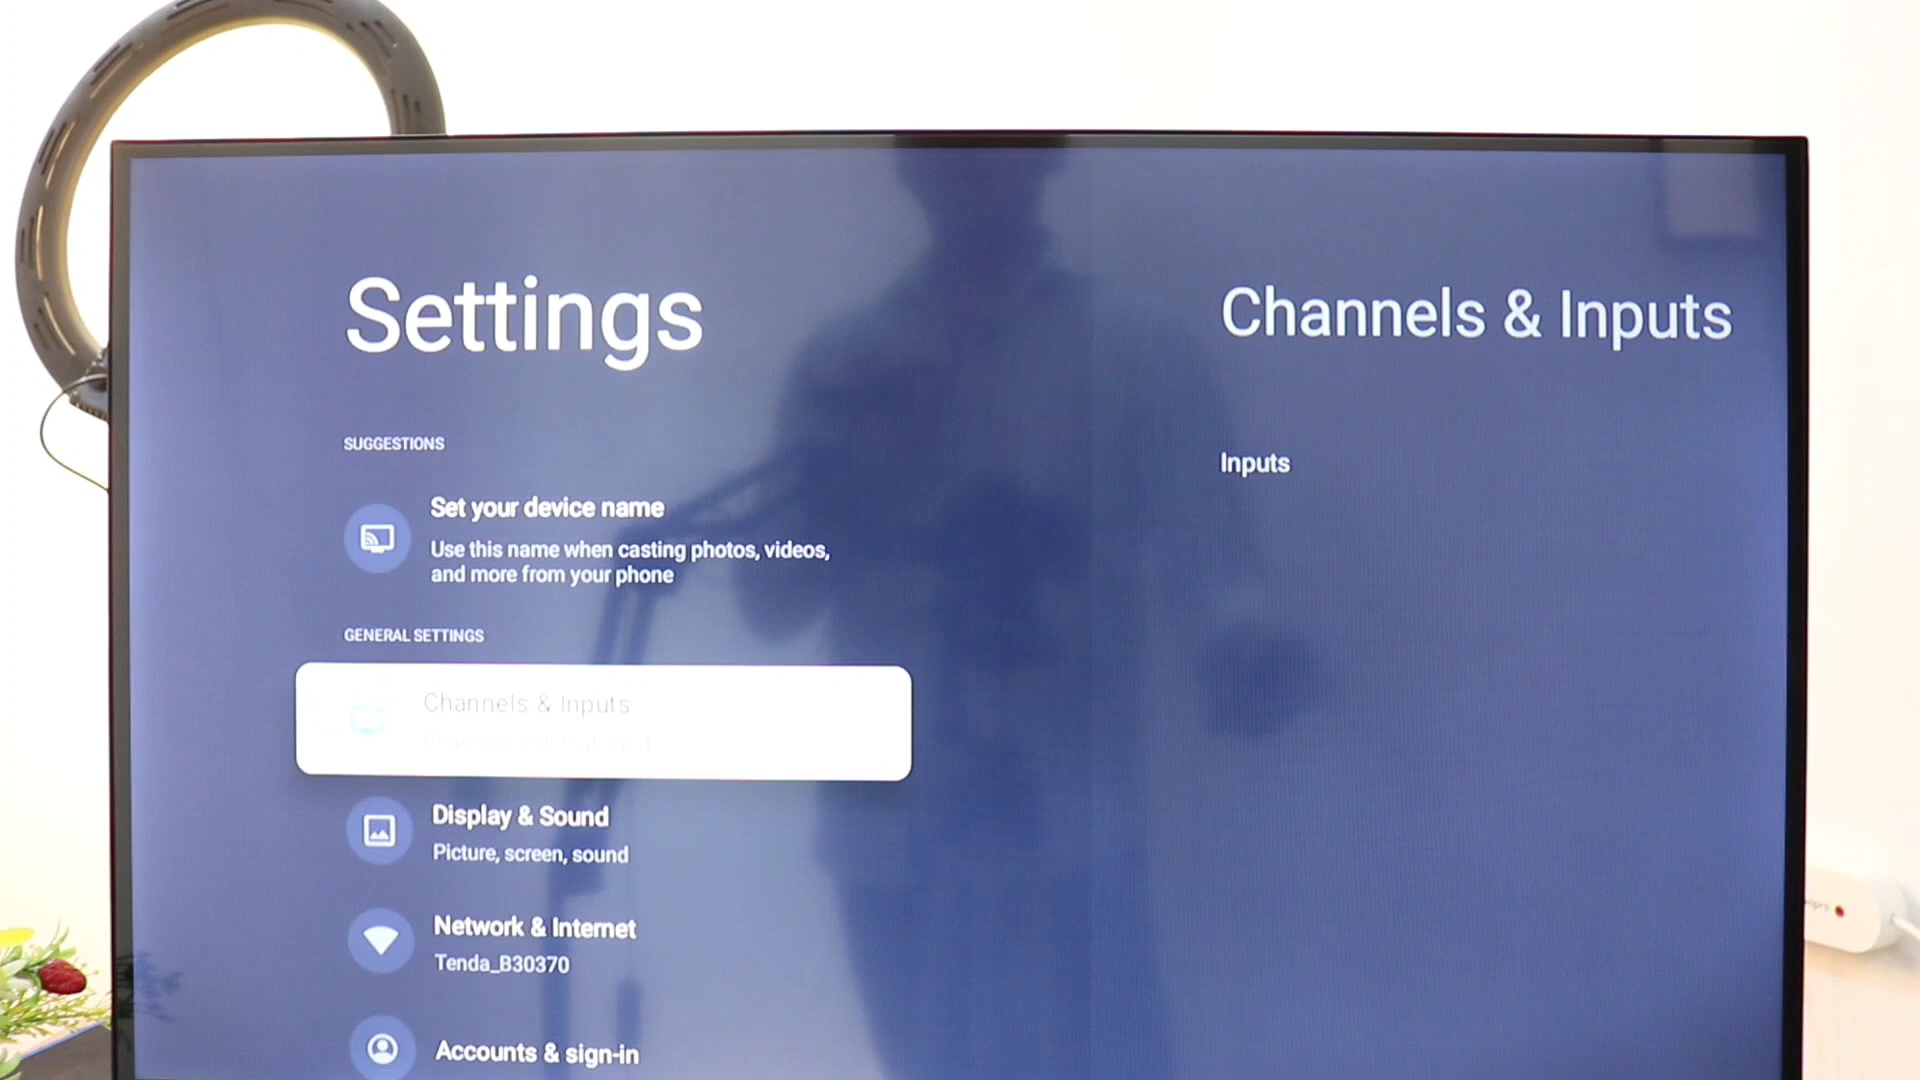 Settings
SUGGESTIONS
Set your device name
Use this name when casting photos, videos,
and more from your phone
GENERAL SETTINGS
Channels & Inputs
Display & Sound
Picture, screen, sound
Network & Internet
Tenda_B30370
Accounts & sign-in
Channels & Inputs
Inputs